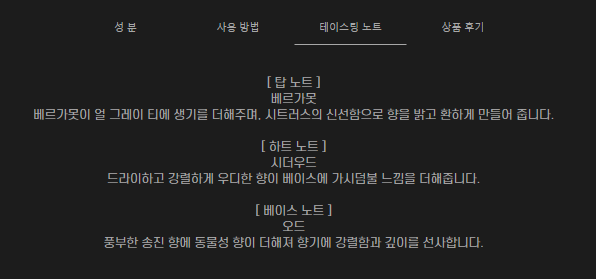 성 분
사용 방법
테이스팅 노트
상품 후기
[ 탑 노트 ]
베르가못
베르가못이 얼 그레이 티에 생기를 더해주며, 시트러스의 신선함으로 향을 밝고 환하게 만들어 줍니다.
[ 하트 노트 ]
시더우드
드라이하고 강렬하게 우디한 향이 베이스에 가시덤불 느낌을 더해줍니다.
[ 베이스 노트 ]
오드
풍부한 송진 향에 동물성 향이 더해져 향기에 강렬함과 깊이를 선사합니다.